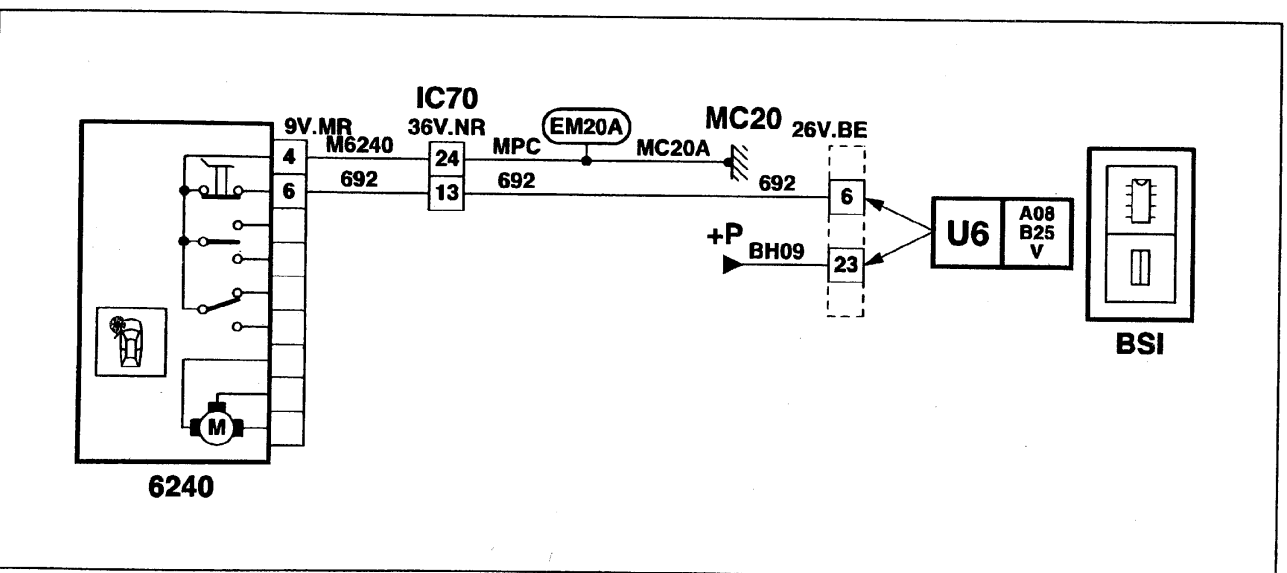 IC70
9V.MR
36V.NR
EM20A
MC20
26V.BE
4
M6240
24
MPC
MC20A
6
692
13
692
692
6
+P
BH09
23
U6
A08
B25
V
M
BSI
6240